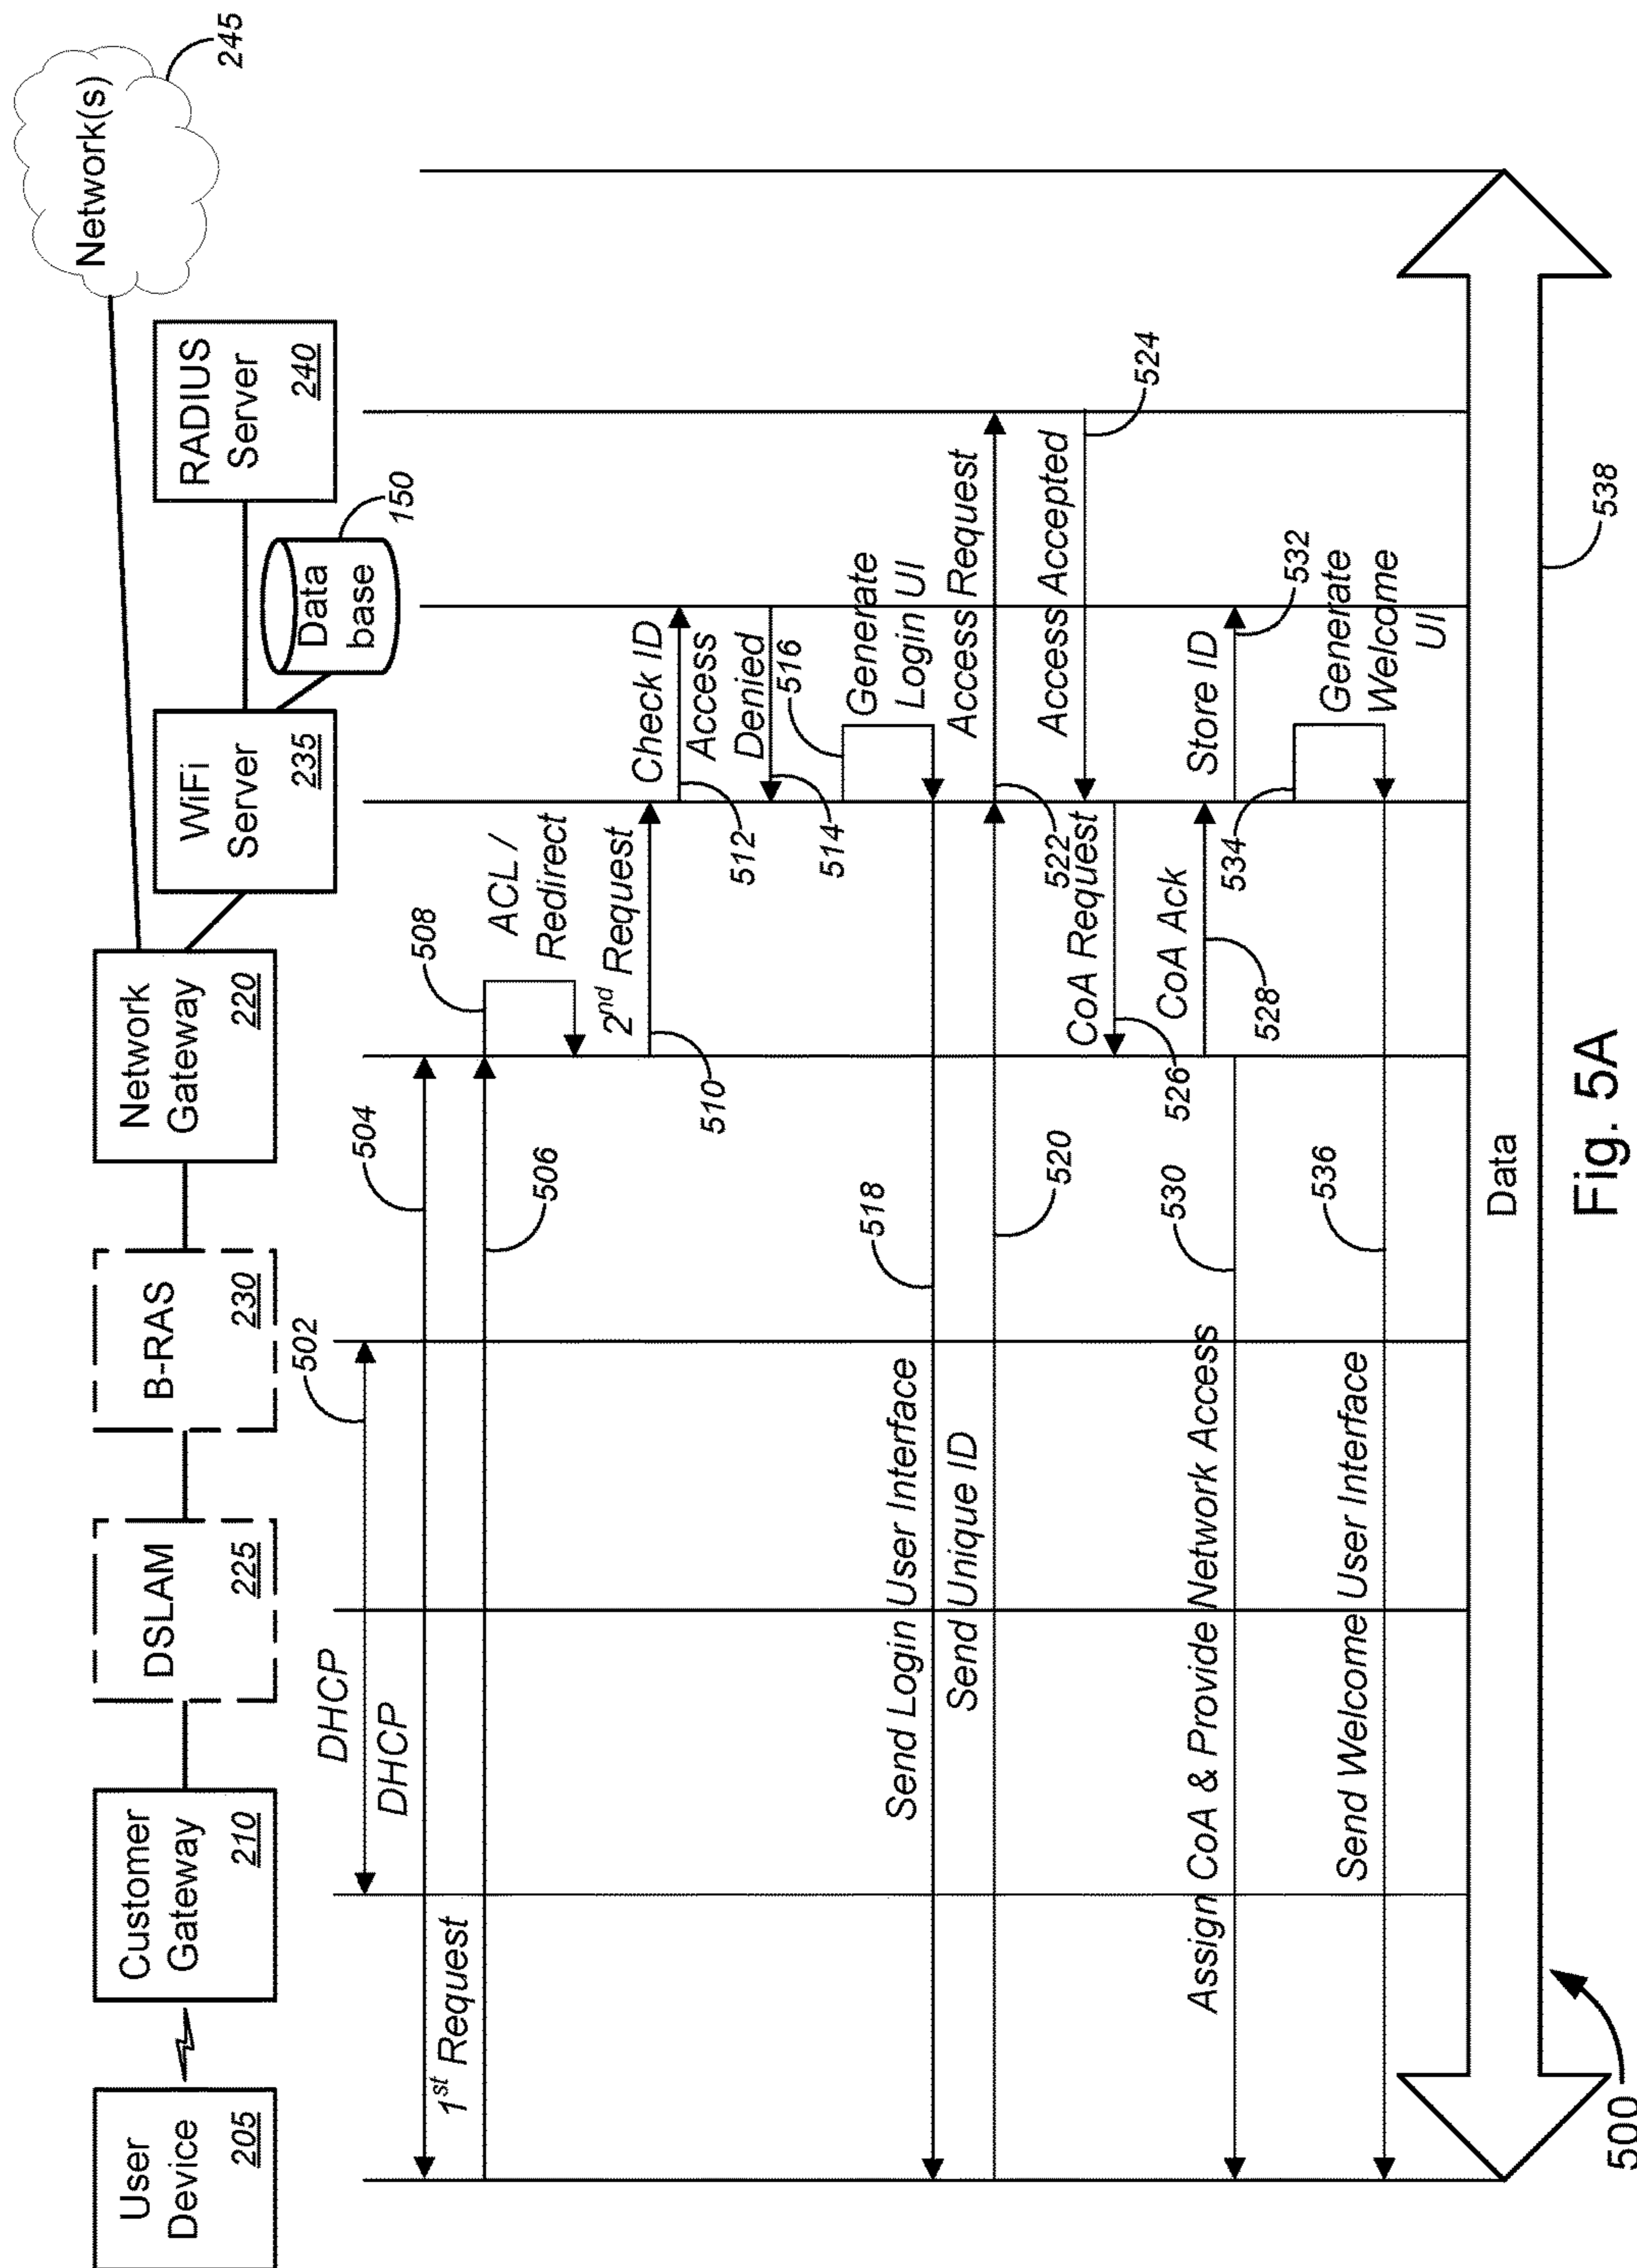 User
Device
205
Customer
Gateway
210
DSLAM
225
B-RAS
230
Network
Gateway
220
WiFi
Server
235
Data
base
150
RADIUS
Server
240
Network(s)
245
DHCP
502
DHCP
504
1st Request
506
508
ACL /
Redirect
2nd Request
510
Check ID
512
Access
Denied
514
516
Generate
Login UI
Send Login User Interface
518
Send Unique ID
520
Access Request
522
Access Accepted
524
CoA Request
526
CoA Ack
528
Assign CoA & Provide Network Access
530
Store ID
532
534
Generate
Welcome
UI
Send Welcome User Interface
536
Data
538
500
Fig. 5A